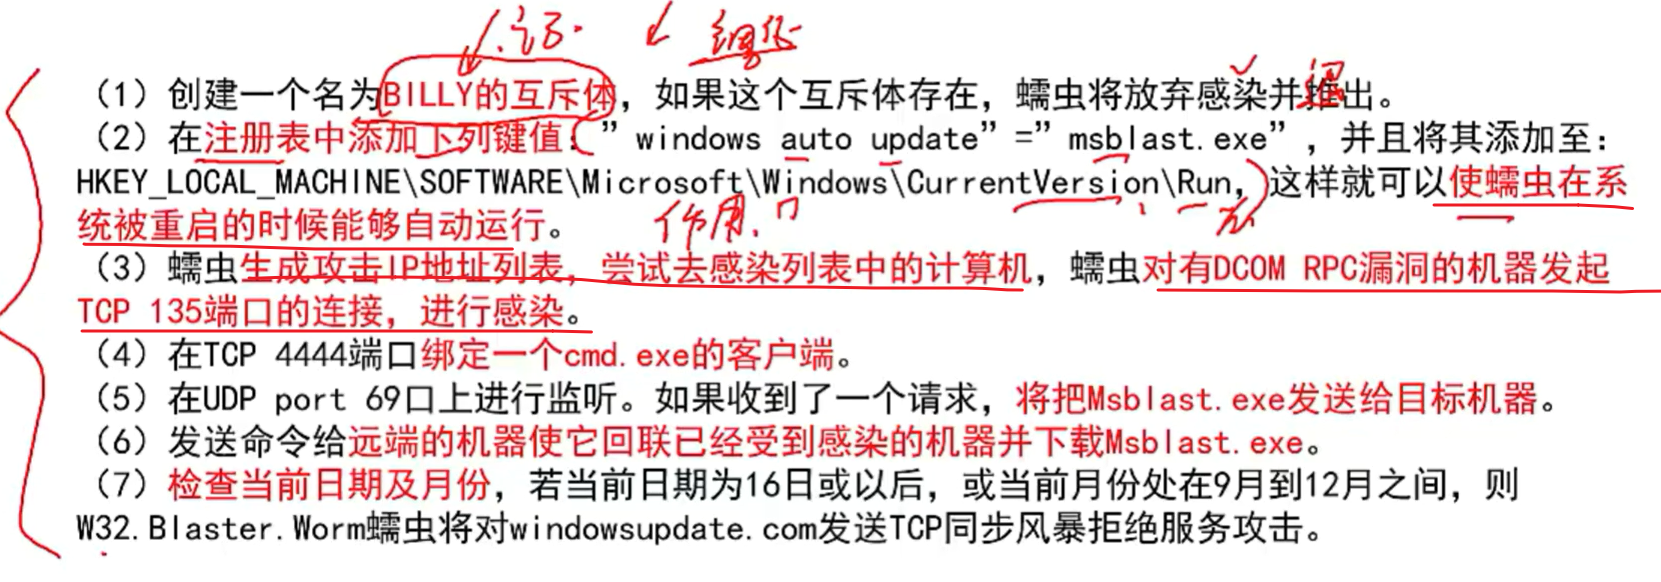 (1)创建一个名为BILLY的互斥体，如果这个互斥体存在，蠕虫将放弃感染并推出。
(2)在注册表中添加下列键值：”windows auto update”=”msblast.exe”，并且将其添加至：
HKEY_LOCAL_MACHINE\SOFTWARE\Microsoft\Windows\CurrentVersion\Run，这样就可以使蠕虫在系
作用.
统被重启的时候能够自动运行。
(3)蠕虫生成攻击IP地址列表，尝试去感染列表中的计算机，蠕虫对有DCOM RPC漏洞的机器发起
TCP 135端口的连接，进行感染。
(4)在TCP 4444端口绑定一个cmd.exe的客户端。
(5)在UDP port 69口上进行监听。如果收到了一个请求，将把Msblast.exe发送给目标机器。
(6)发送命令给远端的机器使它回联已经受到感染的机器并下载Msblast.exe。
(7)检查当前日期及月份，若当前日期为16日或以后，或当前月份处在9月到12月之间，则
W32.Blaster.Worm蠕虫将对windowsupdate.com发送TCP同步风暴拒绝服务攻击。